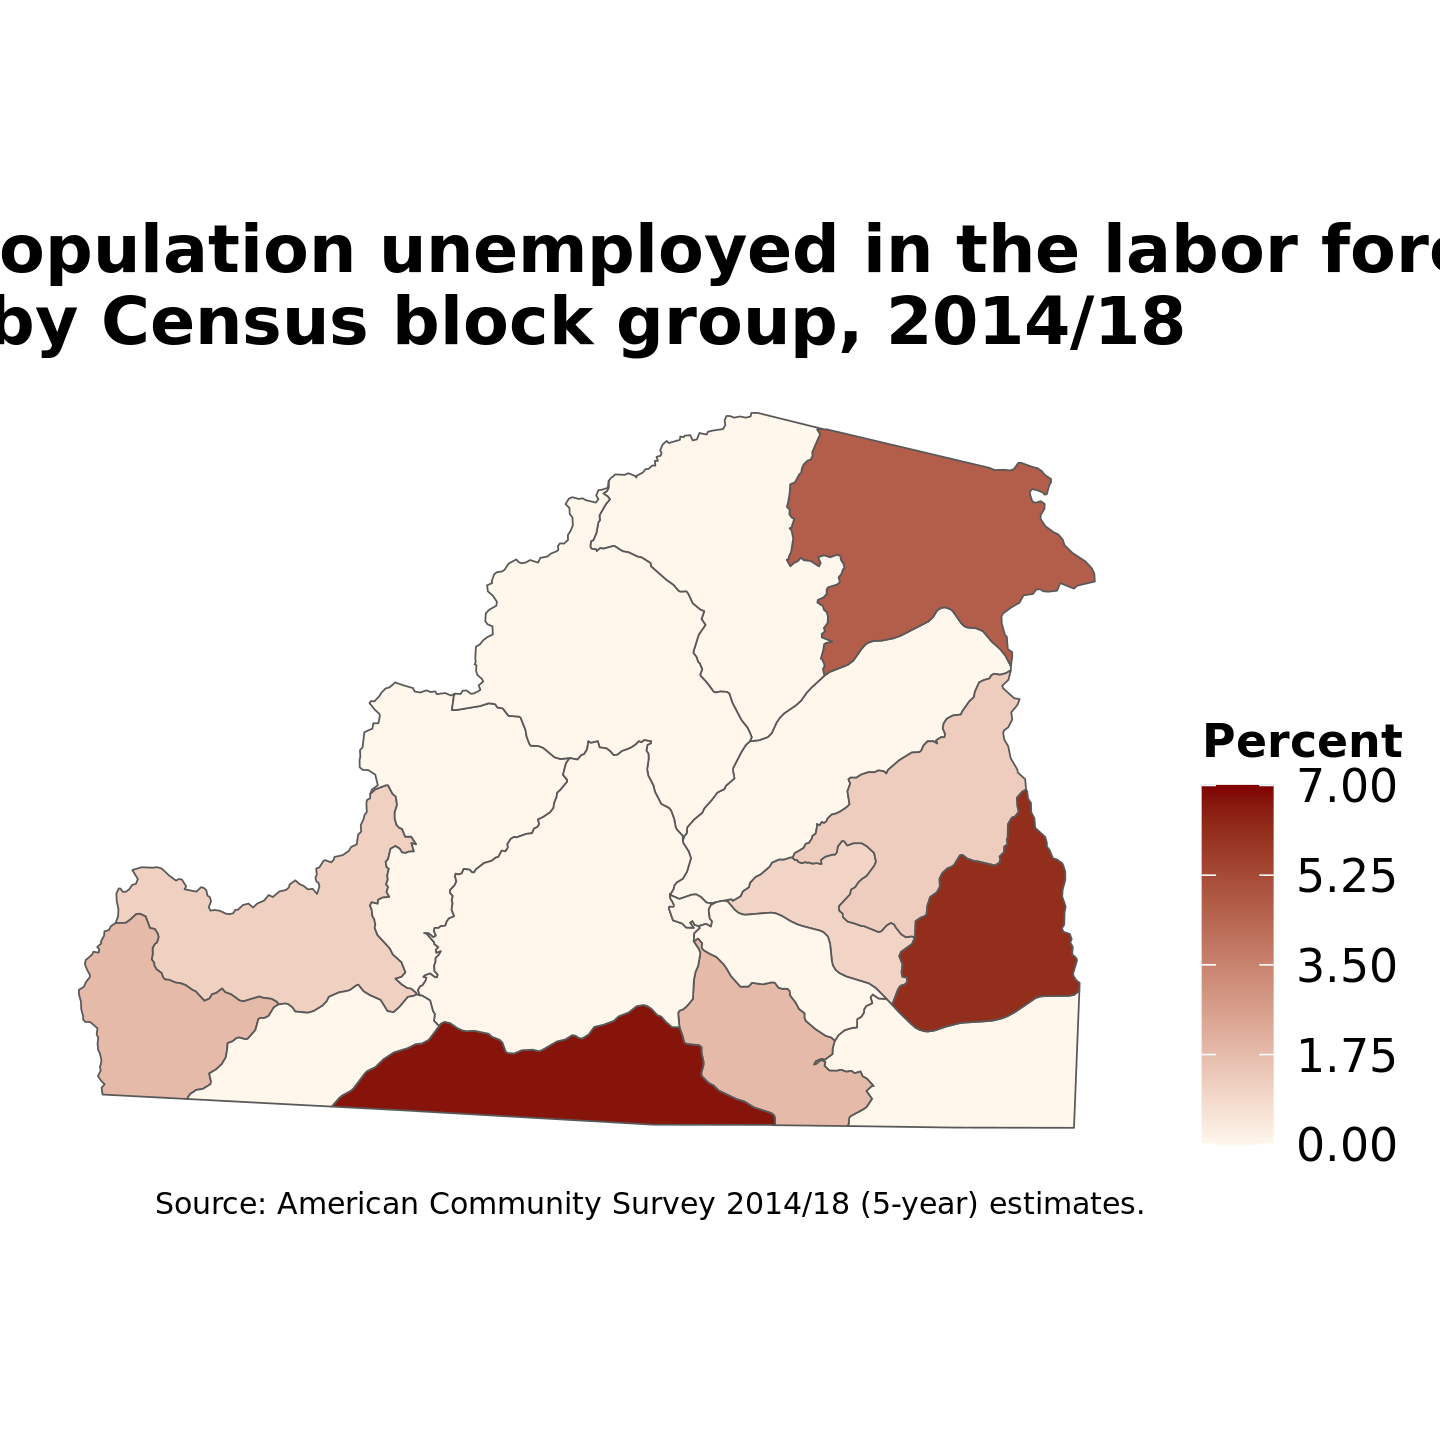 opulation unemployed in the labor forc
by Census block group, 2014/18
Percent
7.00
5.25
3.50
1.75
0.00
Source: American Community Survey 2014/18 (5-year) estimates.